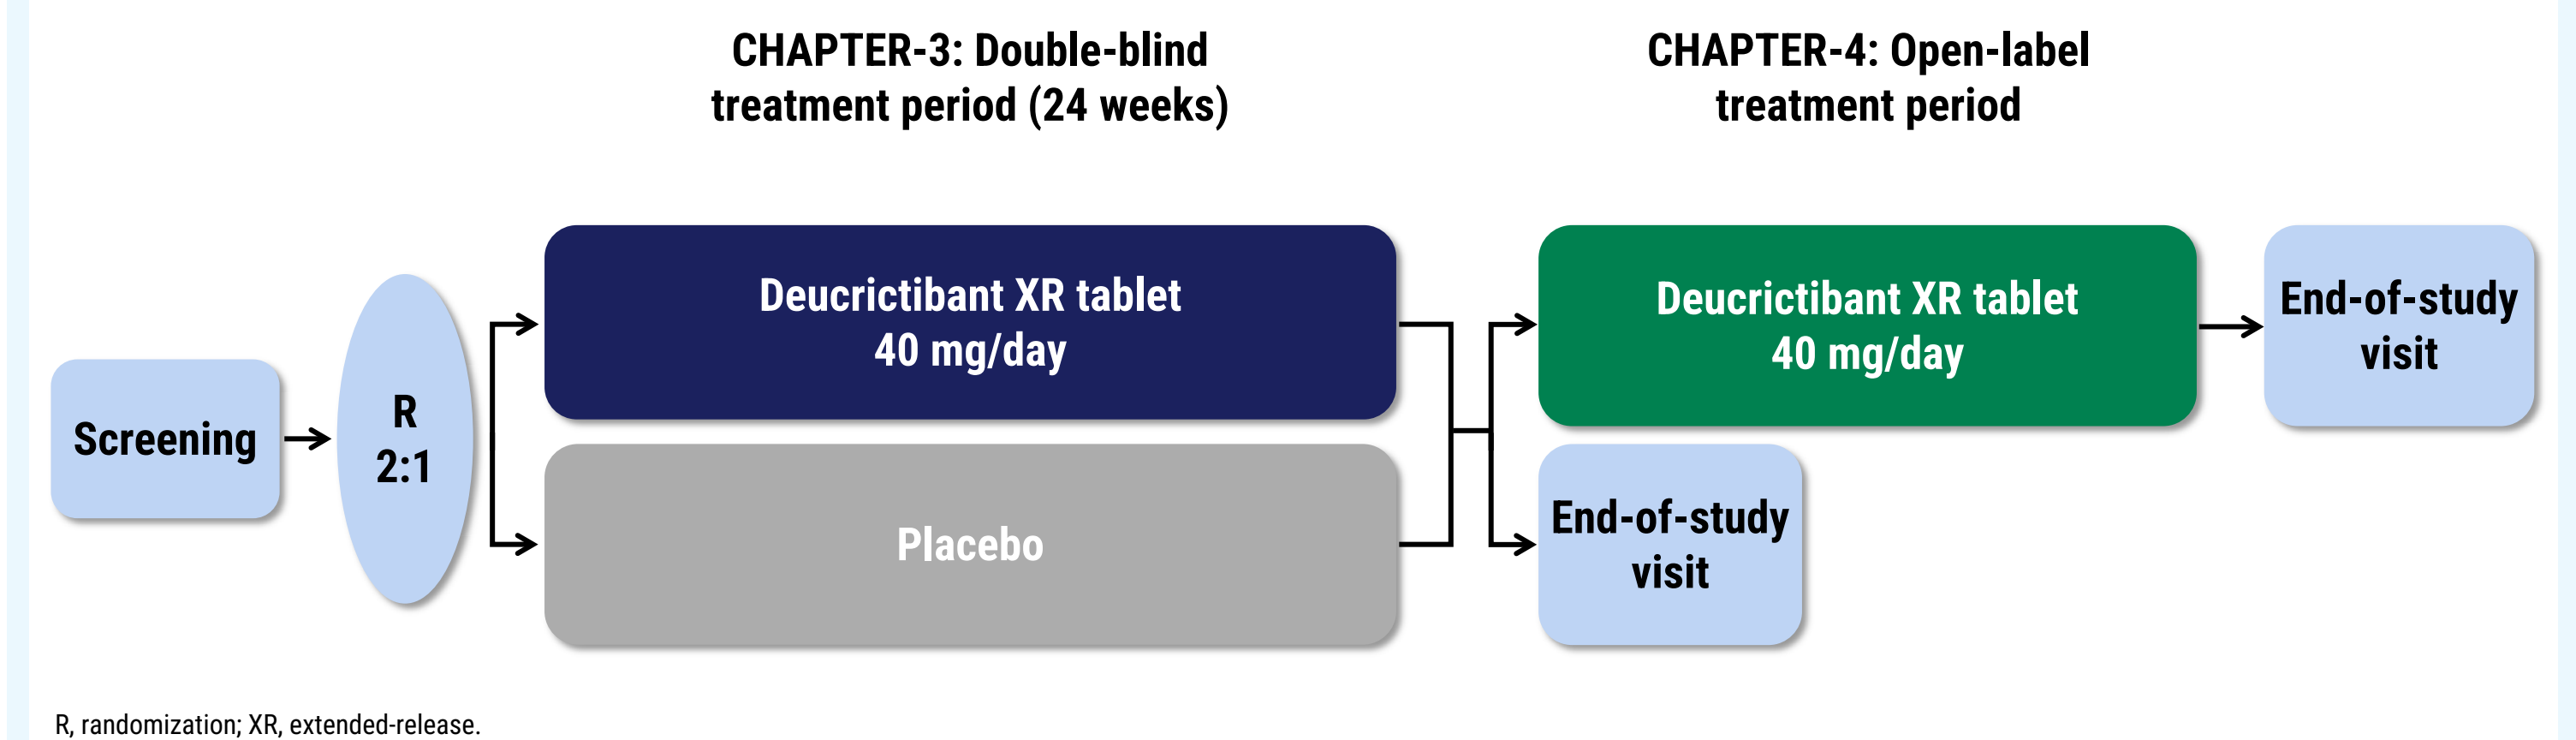 CHAPTER-3: Double-blind
treatment period (24 weeks)
CHAPTER-4: Open-label
treatment period
Screening
R
2:1
Deucrictibant XR tablet
40 mg/day
Placebo
Deucrictibant XR tablet
40 mg/day
End-of-study
visit
End-of-study
visit
R, randomization; XR, extended-release.